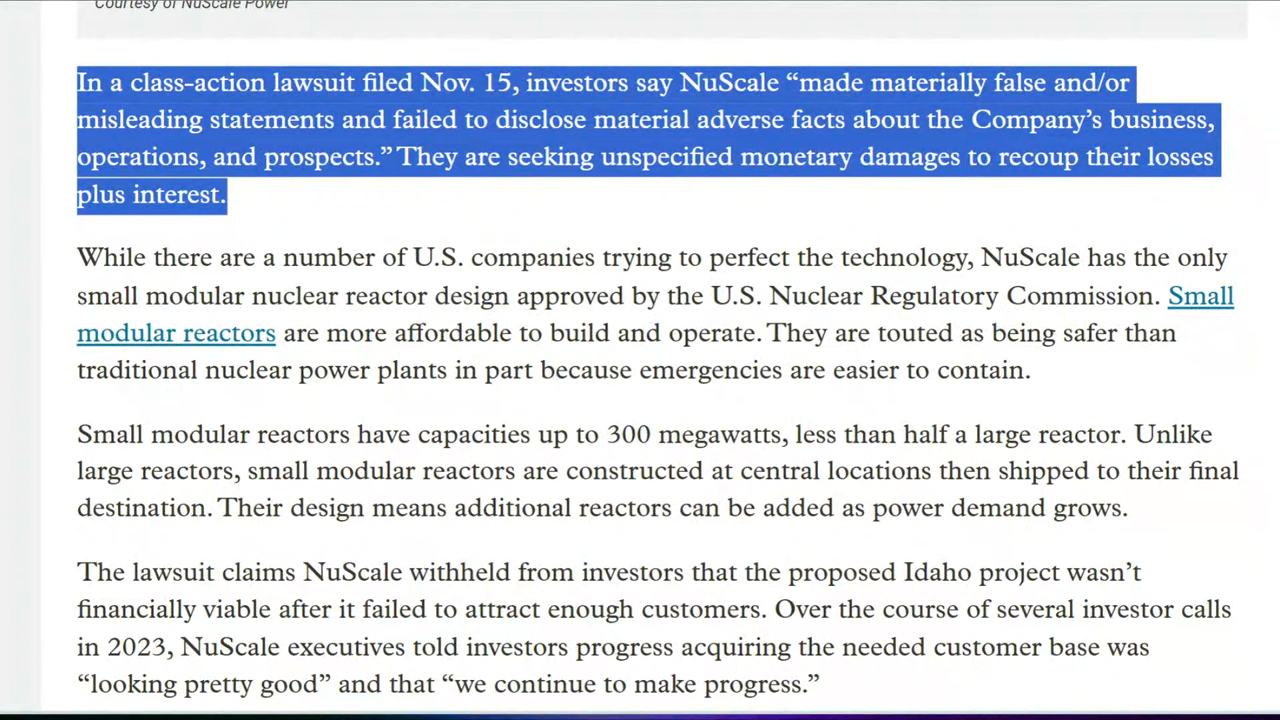 Courtesy of NuScale Power
In a class-action lawsuit filed Nov. 15, investors say NuScale “made materially false and/or
misleading statements and failed to disclose material adverse facts about the Company’s business,
operations, and prospects.” They are seeking unspecified monetary damages to recoup their losses
plus interest.
While there are a number of U.S. companies trying to perfect the technology, NuScale has the only
small modular nuclear reactor design approved by the U.S. Nuclear Regulatory Commission. Small
modular reactors are more affordable to build and operate. They are touted as being safer than
traditional nuclear power plants in part because emergencies are easier to contain.
Small modular reactors have capacities up to 300 megawatts, less than half a large reactor. Unlike
large reactors, small modular reactors are constructed at central locations then shipped to their final
destination. Their design means additional reactors can be added as power demand grows.
The lawsuit claims NuScale withheld from investors that the proposed Idaho project wasn’t
financially viable after it failed to attract enough customers. Over the course of several investor calls
in 2023, NuScale executives told investors progress acquiring the needed customer base was
“looking pretty good” and that “we continue to make progress.”